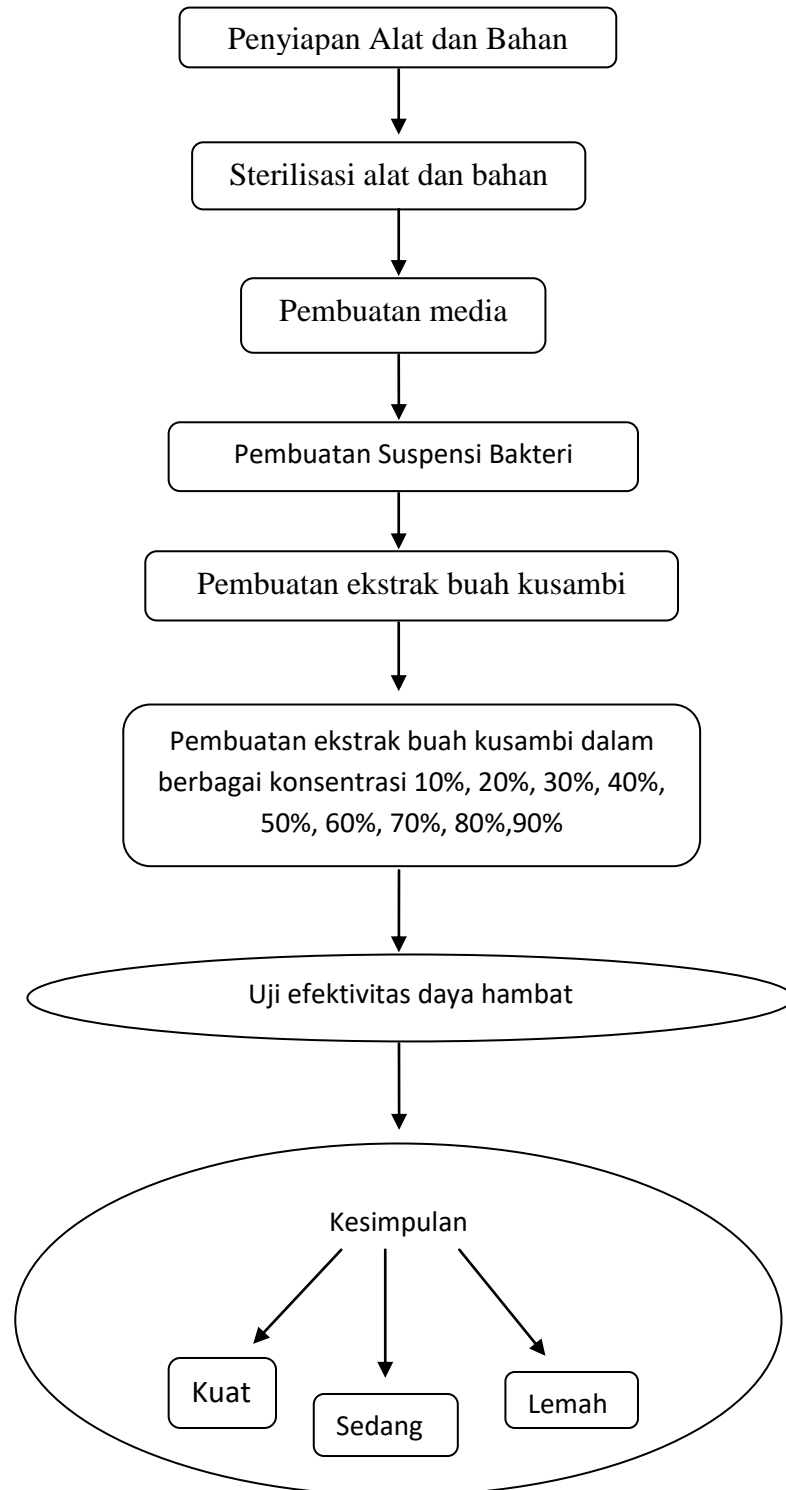 Penyiapan Alat dan Bahan
Sterilisasi alat dan bahan
Pembuatan media
Pembuatan Suspensi Bakteri
Pembuatan ekstrak buah kusambi
Pembuatan ekstrak buah kusambi dalam
berbagai konsentrasi 10%, 20%, 30%, 40%,
50%, 60%, 70%, 80%,90%
Uji efektivitas daya hambat
Kesimpulan
Kuat
Sedang
Lemah